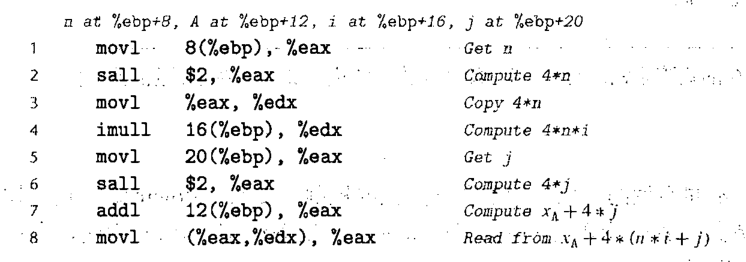 n at %ebp+8, A at %ebp+12, i at %ebp+16, j at %ebp+20
1 movl 8(%ebp), %eax Get n
2 sall $2, %eax Compute 4*n
3 movl %eax, %edx Copy 4*n
4 imull 16(%ebp), %edx Compute 4*n*i
5 movl 20(%ebp), %eax Get j
6 sall $2, %eax Compute 4*j
7 addl 12(%ebp), %eax Compute x_A + 4 * j
8 movl (%eax,%edx), %eax Read from x_A + 4 * (n * i + j)